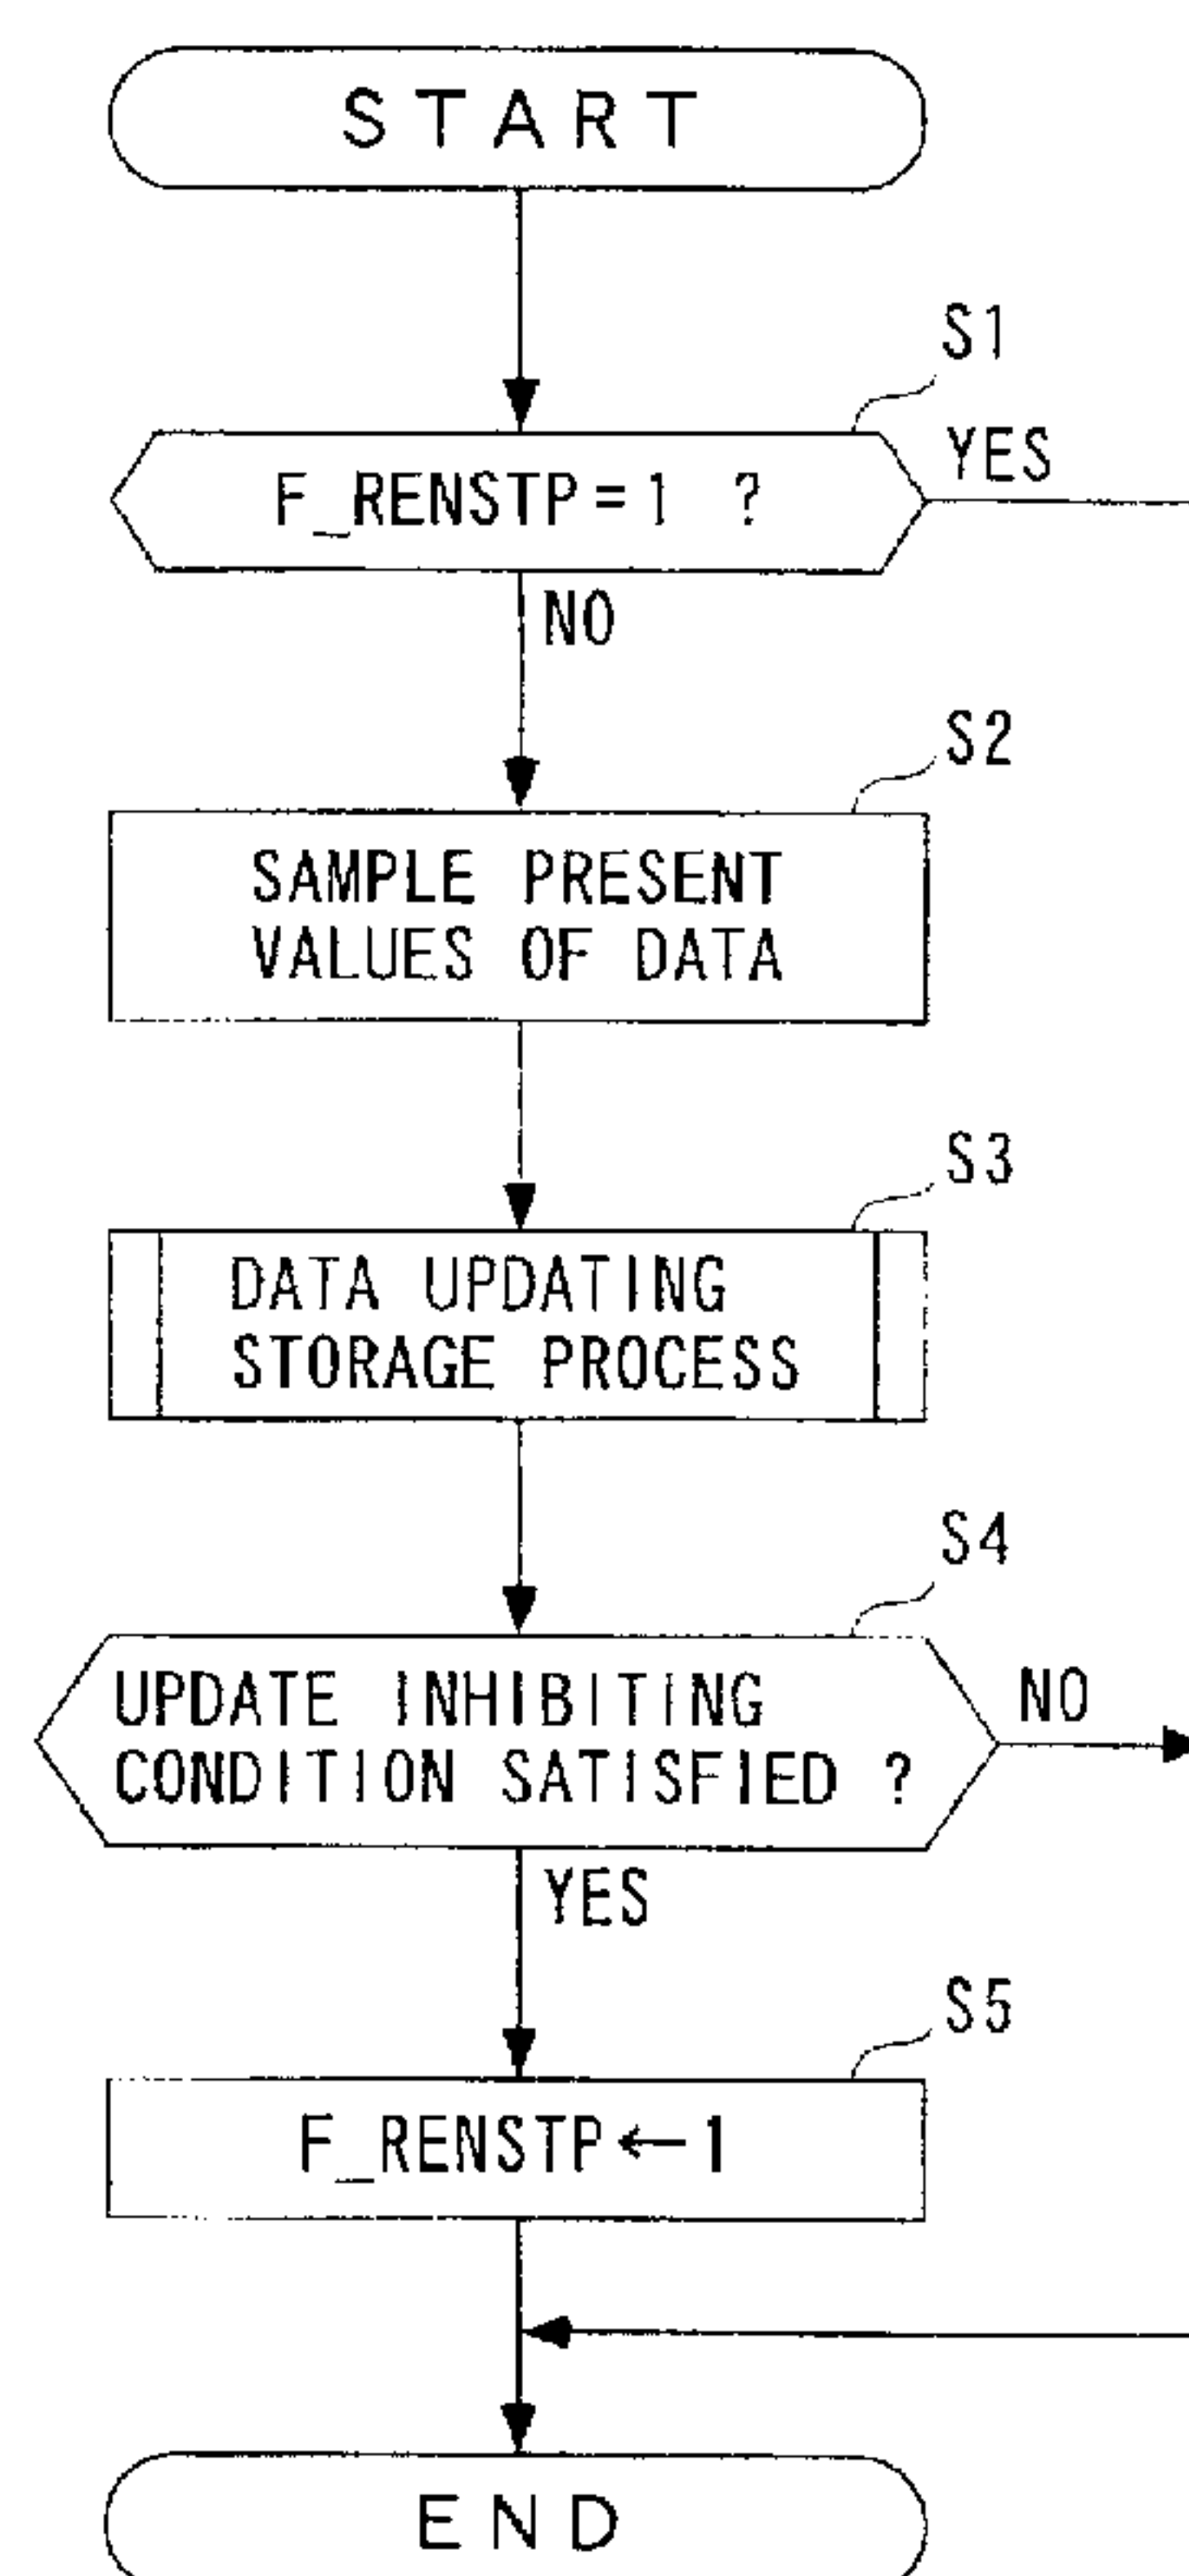 START
S1
F_RENSTP=1 ?
YES
NO
S2
SAMPLE PRESENT
VALUES OF DATA
S3
DATA UPDATING
STORAGE PROCESS
S4
UPDATE INHIBITING
CONDITION SATISFIED ?
NO
YES
S5
F_RENSTP←1
END